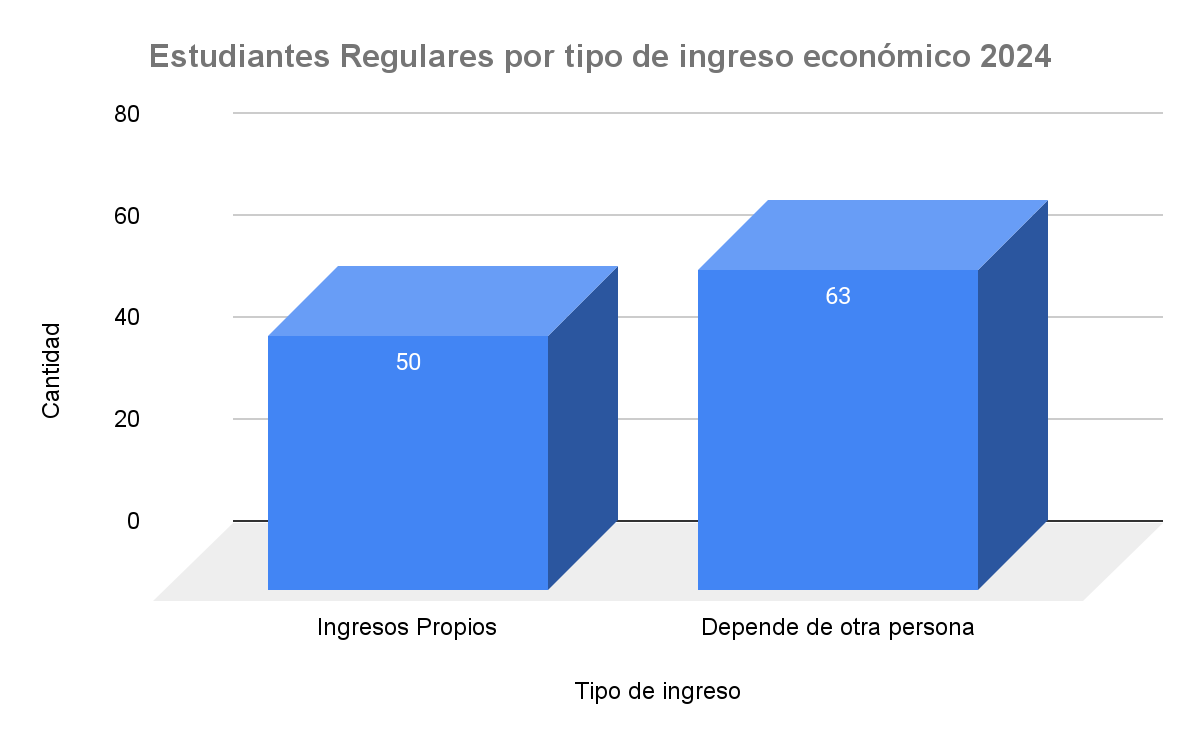 Estudiantes Regulares por tipo de ingreso económico 2024
80
60
40
20
0
Cantidad
50
63
Ingresos Propios
Depende de otra persona
Tipo de ingreso